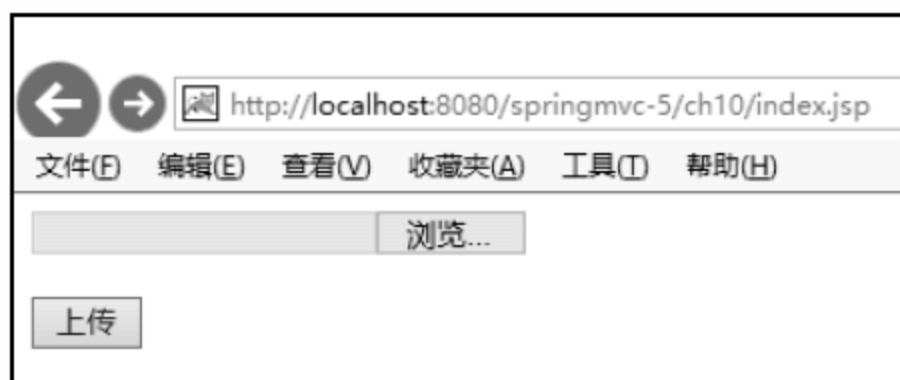 http://localhost:8080/springmvc-5/ch10/index.jsp
文件(F) 编辑(E) 查看(V) 收藏夹(A) 工具(T) 帮助(H)
浏览...
上传